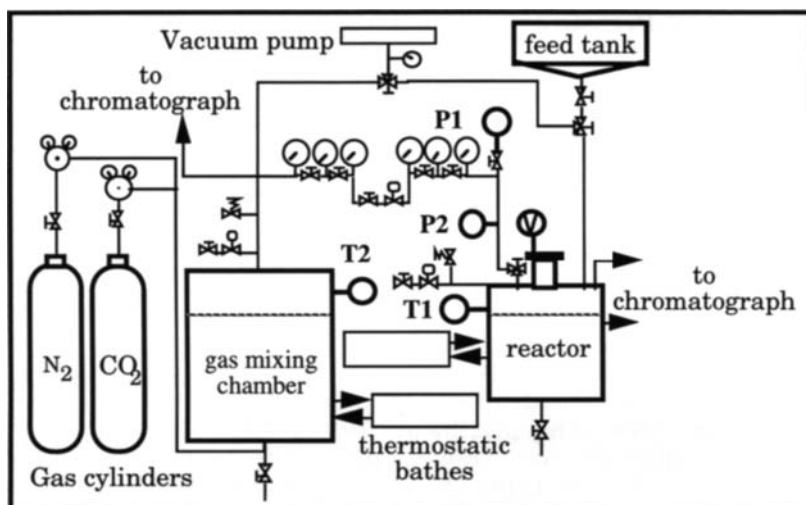 Vacuum pump
feed tank
to
chromatograph
P1
P2
V
T2
T1
to
chromatograph
N2
CO2
gas mixing
chamber
reactor
thermostatic
bathes
Gas cylinders